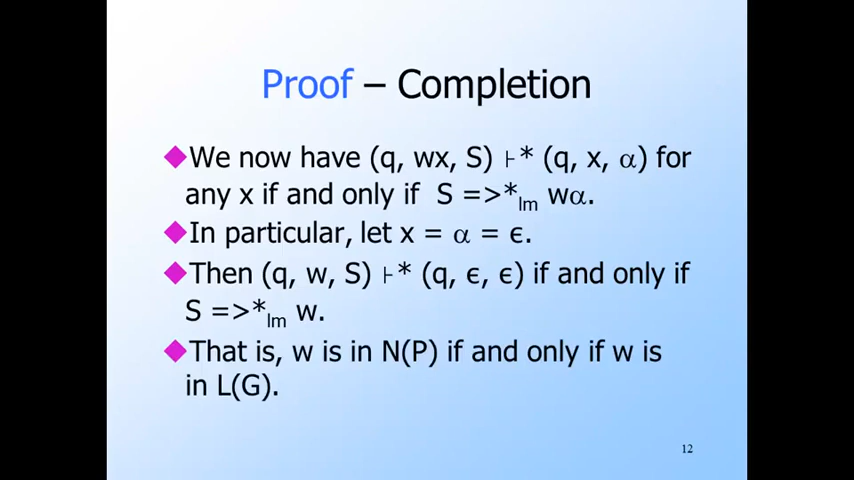 Proof – Completion
◆We now have (q, wx, S) ⊦* (q, x, α) for
any x if and only if S =>*lm wα.
◆In particular, let x = α = ϵ.
◆Then (q, w, S) ⊦* (q, ϵ, ϵ) if and only if
S =>*lm w.
◆That is, w is in N(P) if and only if w is
in L(G).
12